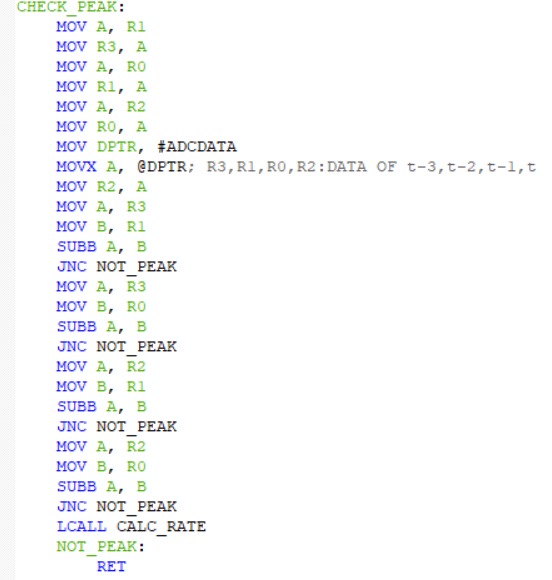 CHECK_PEAK:
MOV A, R1
MOV R3, A
MOV A, R0
MOV R1, A
MOV A, R2
MOV R0, A
MOV DPTR, #ADCDATA
MOVX A, @DPTR; R3,R1,R0,R2:DATA OF t-3,t-2,t-1,t
MOV R2, A
MOV A, R3
MOV B, R1
SUBB A, B
JNC NOT_PEAK
MOV A, R3
MOV B, R0
SUBB A, B
JNC NOT_PEAK
MOV A, R2
MOV B, R1
SUBB A, B
JNC NOT_PEAK
MOV A, R2
MOV B, R0
SUBB A, B
JNC NOT_PEAK
LCALL CALC_RATE
NOT_PEAK:
RET